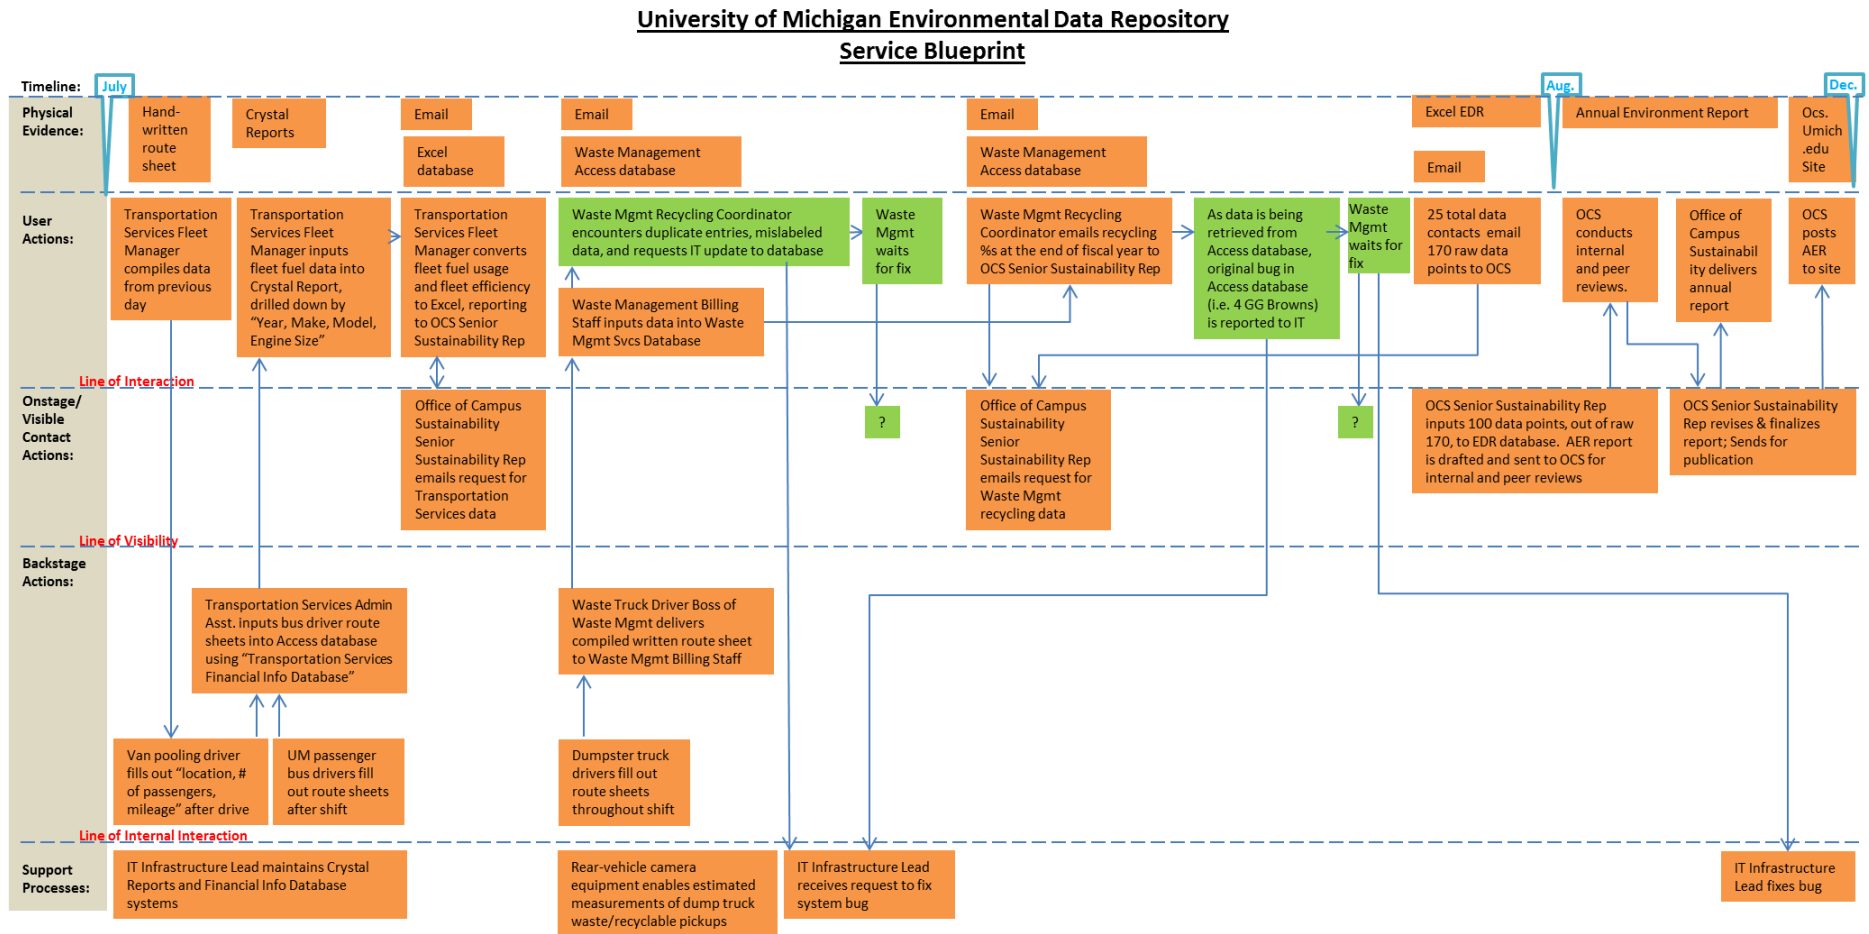 University of Michigan Environmental Data Repository
Service Blueprint
Timeline:
July
Aug.
Dec.
Physical
Evidence:
Hand-
written
route
sheet
Crystal
Reports
Email
Excel
database
Email
Waste Management
Access database
Email
Waste Management
Access database
Excel EDR
Email
Annual Environment Report
Ocs.
Umich
.edu
Site
User
Actions:
Transportation
Services Fleet
Manager
compiles data
from previous
day
Transportation
Services Fleet
Manager inputs
fleet fuel data into
Crystal Report,
drilled down by
“Year, Make, Model,
Engine Size”
Transportation
Services Fleet
Manager converts
fleet fuel usage
and fleet efficiency
to Excel, reporting
to OCS Senior
Sustainability Rep
Waste Mgmt Recycling Coordinator
encounters duplicate entries, mislabeled
data, and requests IT update to database
Waste Management Billing
Staff inputs data into Waste
Mgmt Svcs Database
Waste
Mgmt
waits
for fix
Waste Mgmt Recycling
Coordinator emails recycling
%s at the end of fiscal year to
OCS Senior Sustainability Rep
As data is being
retrieved from
Access database,
original bug in
Access database
(i.e. 4 GG Browns)
is reported to IT
Waste
Mgmt
waits for
fix
25 total data
contacts email
170 raw data
points to OCS
OCS
conducts
internal
and peer
reviews.
Office of
Campus
Sustainabil
ity delivers
annual
report
OCS
posts
AER
to site
Line of Interaction
Onstage/
Visible
Contact
Actions:
Office of Campus
Sustainability
Senior
Sustainability Rep
emails request for
Transportation
Services data
?
Office of Campus
Sustainability
Senior
Sustainability Rep
emails request for
Waste Mgmt
recycling data
?
OCS Senior Sustainability Rep
inputs 100 data points, out of raw
170, to EDR database. AER report
is drafted and sent to OCS for
internal and peer reviews
OCS Senior Sustainability
Rep revises & finalizes
report; Sends for
publication
Line of Visibility
Backstage
Actions:
Transportation Services Admin
Asst. inputs bus driver route
sheets into Access database
using “Transportation Services
Financial Info Database”
Waste Truck Driver Boss of
Waste Mgmt delivers
compiled written route sheet
to Waste Mgmt Billing Staff
Van pooling driver
fills out “location, #
of passengers,
mileage” after drive
UM passenger
bus drivers fill
out route sheets
after shift
Dumpster truck
drivers fill out
route sheets
throughout shift
Line of Internal Interaction
Support
Processes:
IT Infrastructure Lead maintains Crystal
Reports and Financial Info Database
systems
Rear-vehicle camera
equipment enables estimated
measurements of dump truck
waste/recyclable pickups
IT Infrastructure Lead
receives request to fix
system bug
IT Infrastructure
Lead fixes bug